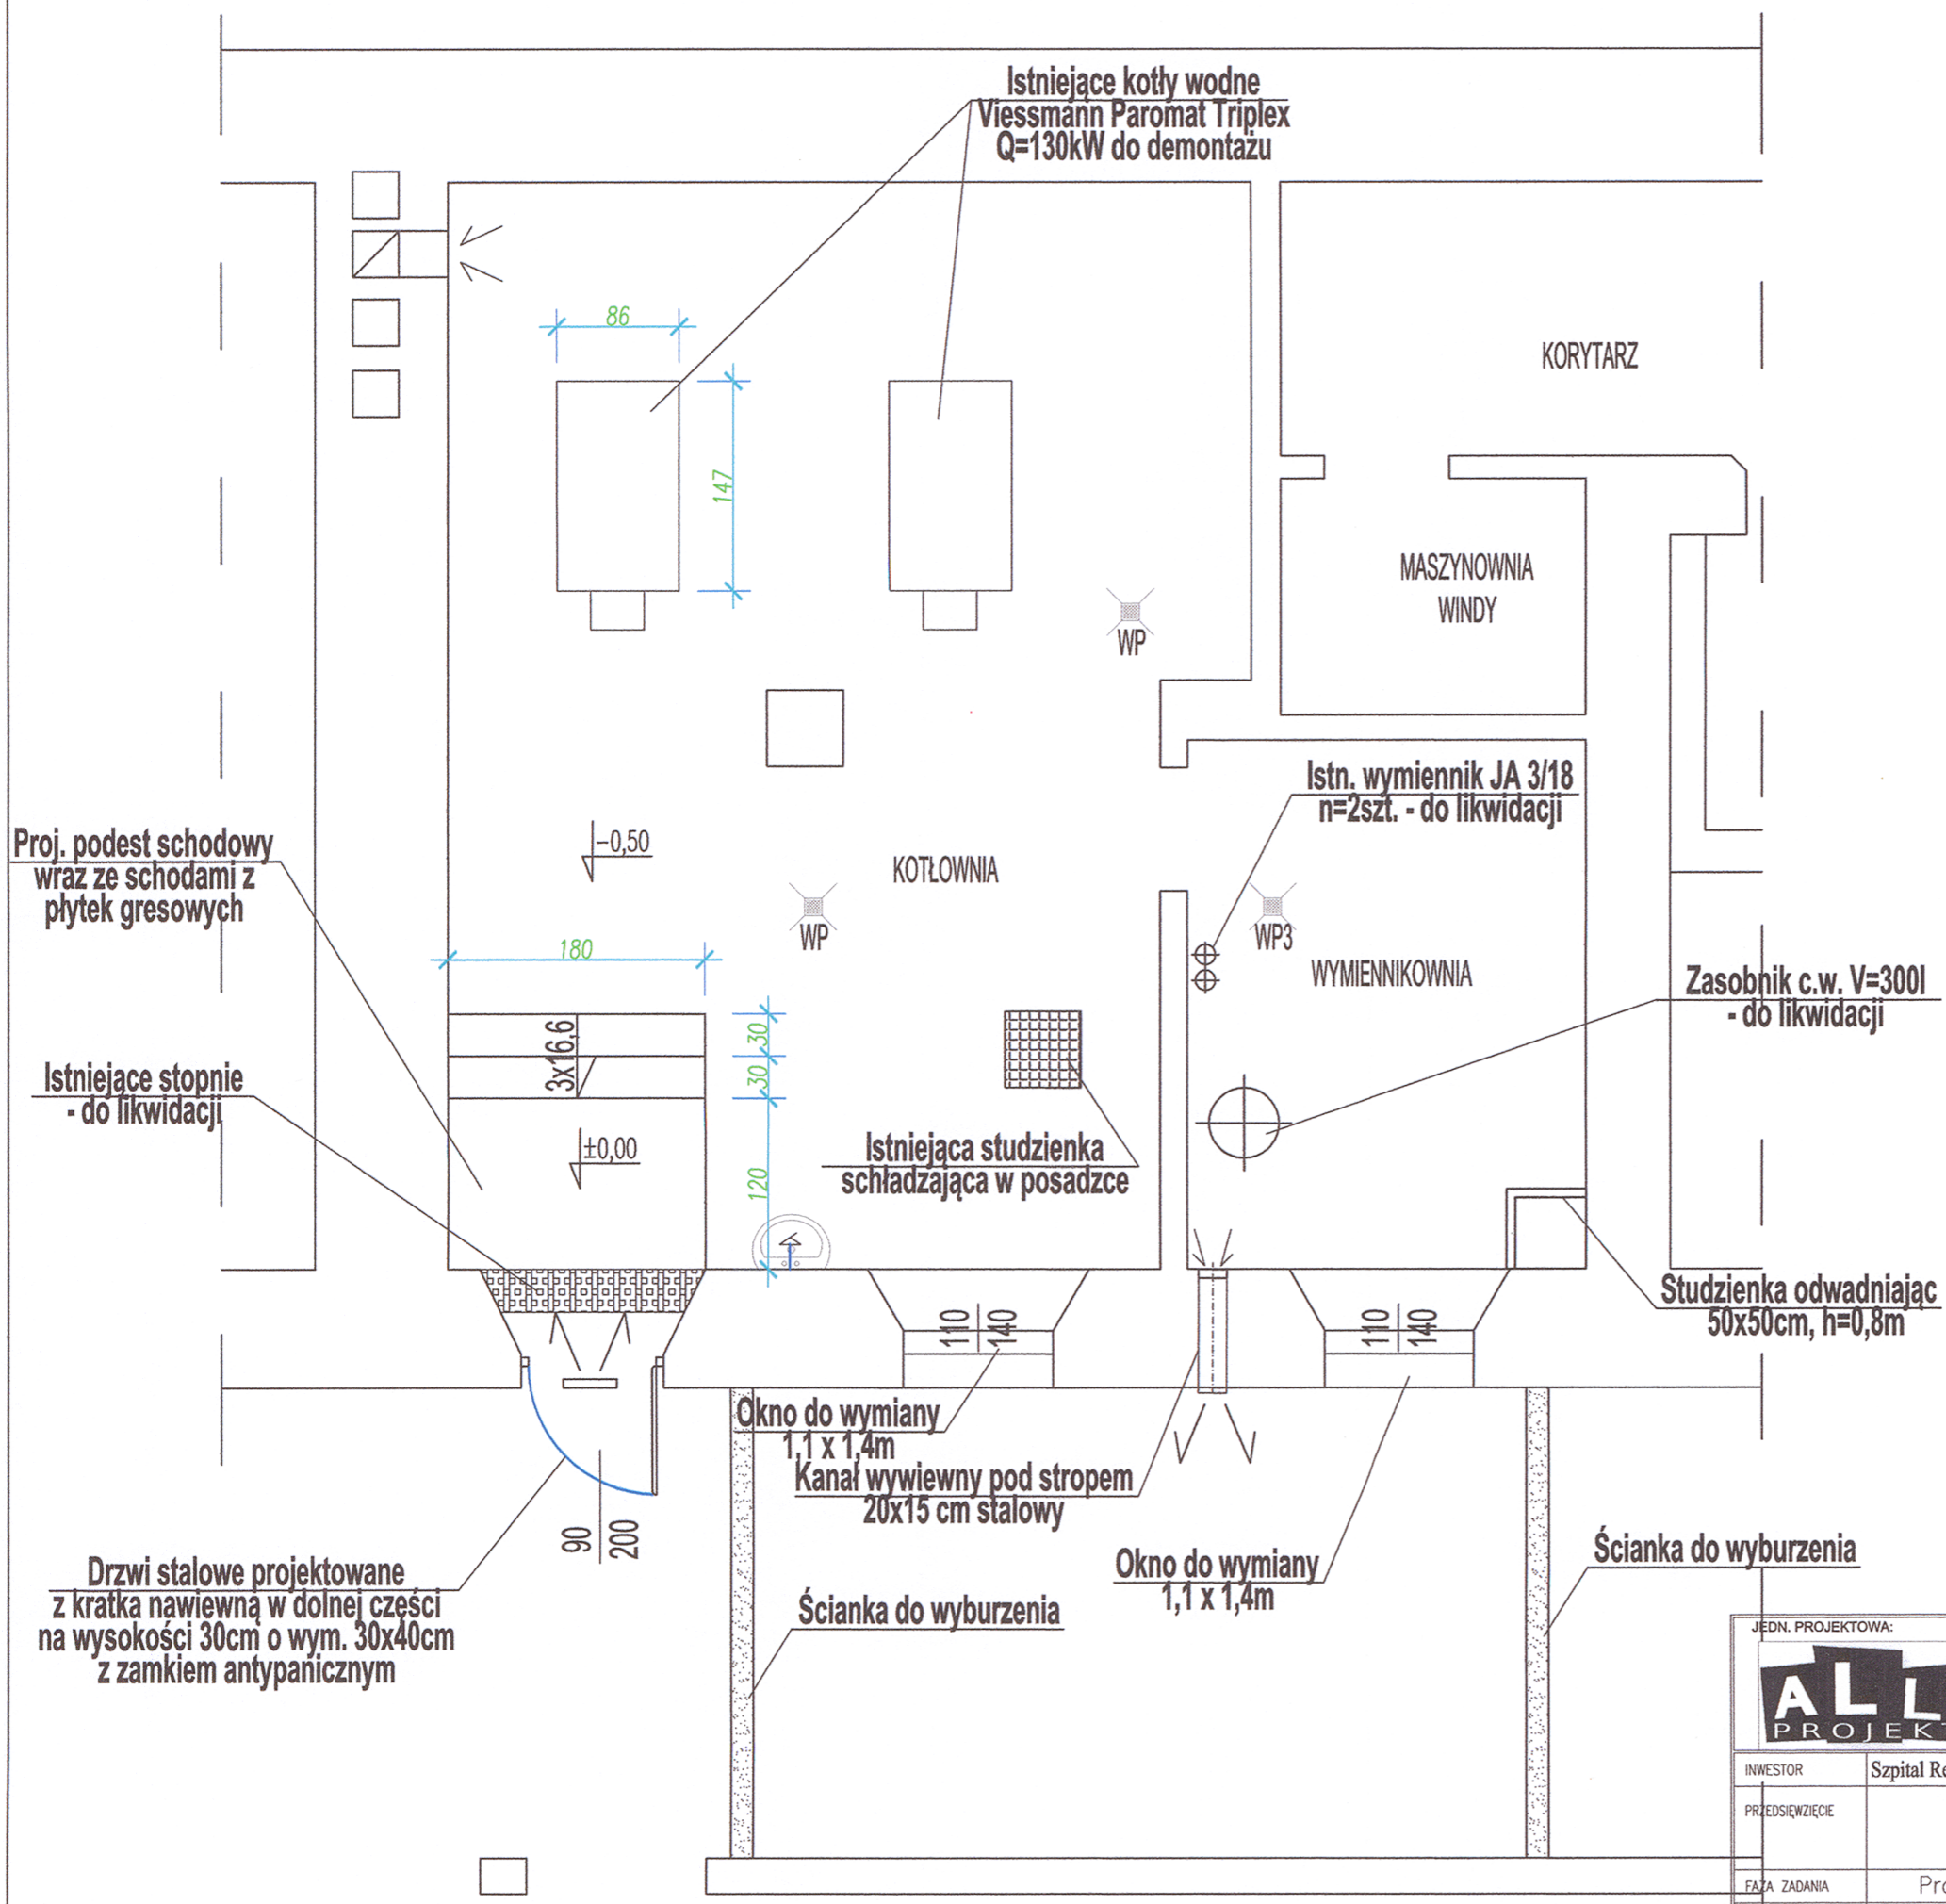 Istniejące kotły wodne
Viessmann Paromat Triplex
Q=130kW do demontażu
86
147
KORYTARZ
MASZYNOWNIA
WINDY
WP
Istn. wymiennik JA 3/18
n=2szt. - do likwidacji
Proj. podest schodowy
wraz ze schodami z
płytek gresowych
-0,50
KOTŁOWNIA
WP
WP3
180
WYMIENNIKOWNIA
Zasobnik c.w. V=300l
- do likwidacji
3x16,6
30
30
Istniejące stopnie
- do likwidacji
±0,00
120
Istniejąca studzienka
schładzająca w posadzce
Studzienka odwadniając
50x50cm, h=0,8m
110
140
110
140
Okno do wymiany
1,1 x 1,4m
Kanał wywiewny pod stropem
20x15 cm stalowy
90
200
Okno do wymiany
1,1 x 1,4m
Ścianka do wyburzenia
Drzwi stalowe projektowane
z kratka nawiewną w dolnej części
na wysokości 30cm o wym. 30x40cm
z zamkiem antypanicznym
Ścianka do wyburzenia
JEDN. PROJEKTOWA:
ALL
PROJEKT
INWESTOR
Szpital Re
PRZEDSIĘWZIĘCIE
FAZA ZADANIA
Pro